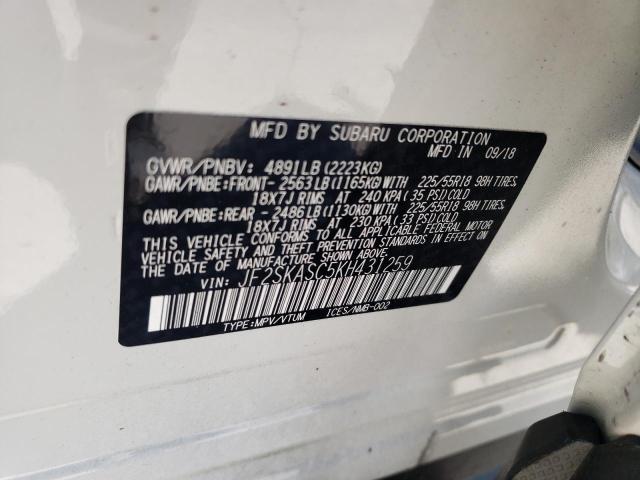 MFD BY SUBARU CORPORATION
MFD IN 09/18
GVWR/PNBV: 4891LB (2223KG)
GAWR/PNBE:FRONT- 2563LB(1165KG)WITH 225/55R18 98H TIRES,
18X7J RIMS AT 240 KPA( 35 PSI)COLD
GAWR/PNBE:REAR - 2486LB(1130KG)WITH 225/55R18 98H TIRES,
18X7J RIMS AT 230 KPA( 33 PSI)COLD
THIS VEHICLE CONFORMS TO ALL APPLICABLE FEDERAL MOTOR
VEHICLE SAFETY AND THEFT PREVENTION STANDARDS IN
EFFECT ON THE DATE OF MANUFACTURE SHOWN ABOVE.
VIN: JF2SKASC5KH431259
TYPE:MPV/VTUM ICES/NMB-002